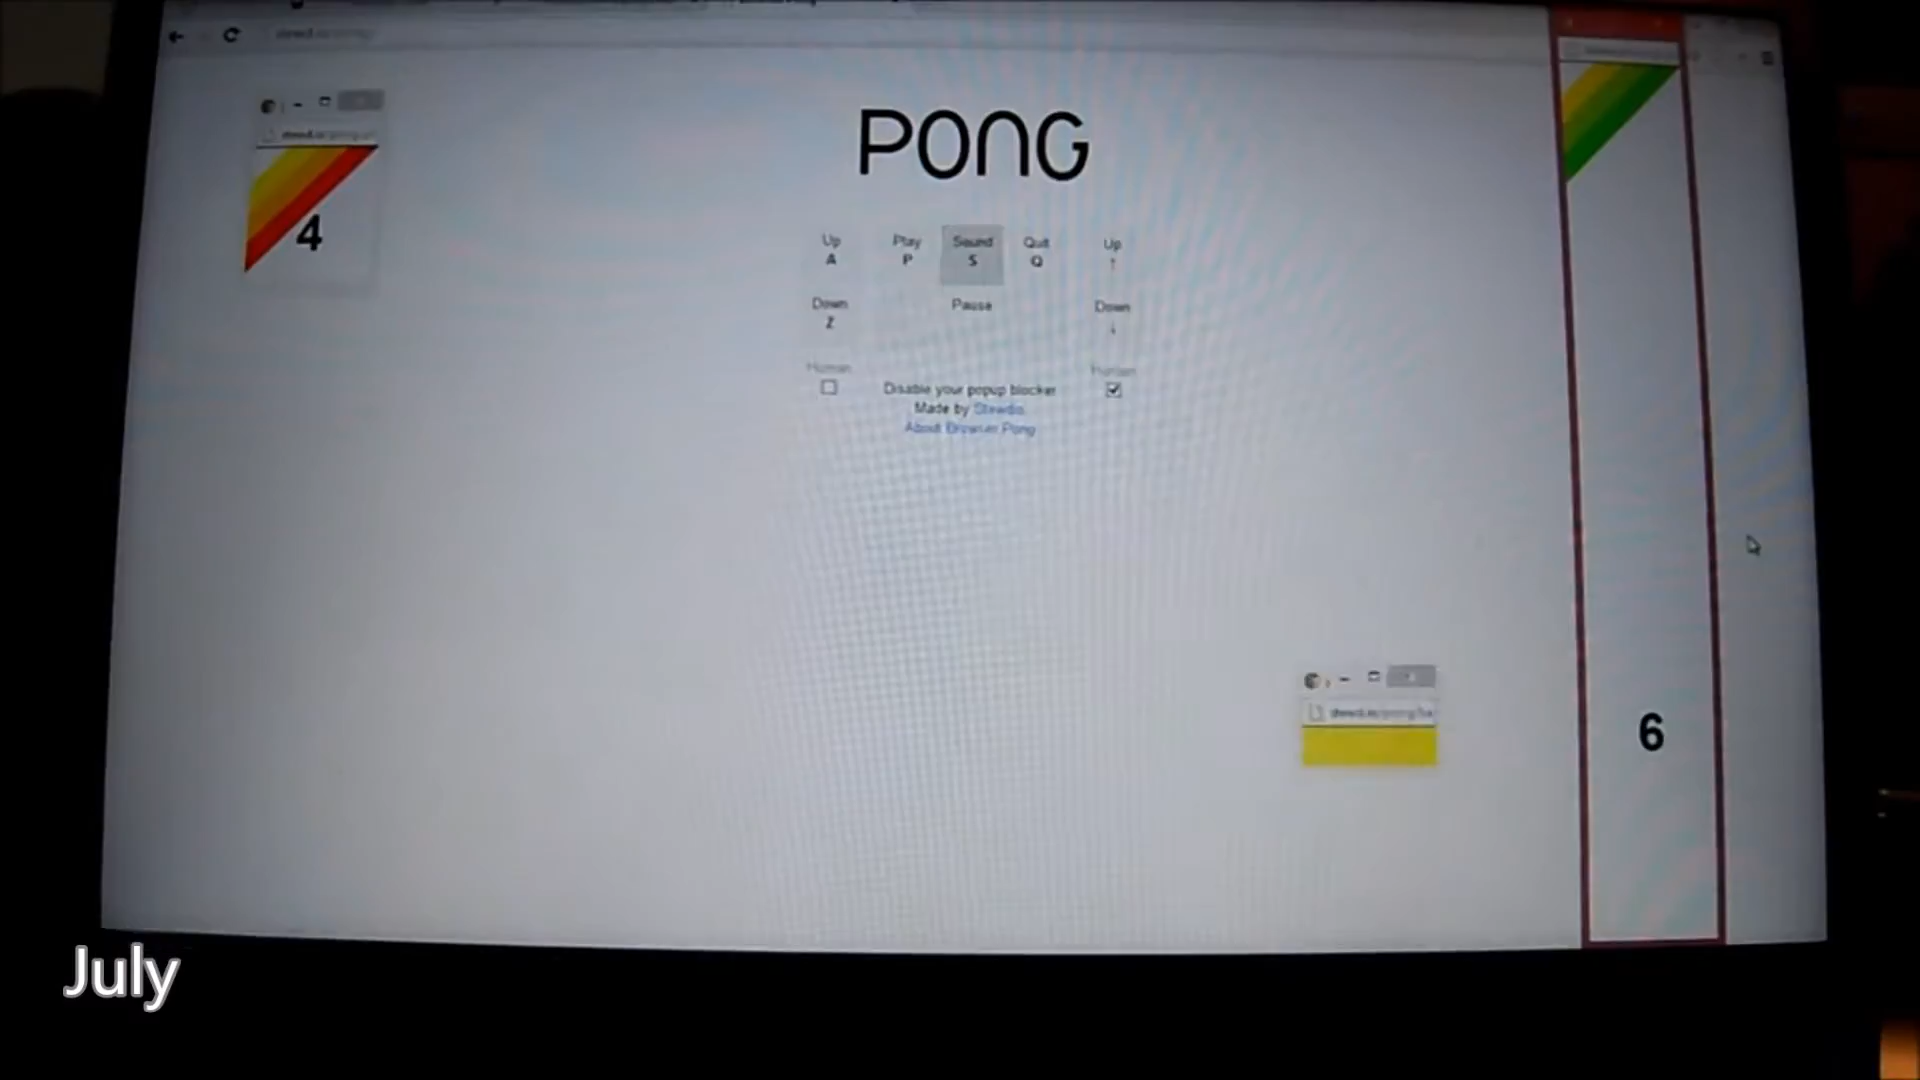 PONG
4
Up
A
Play
P
Sound
S
Quit
Q
Up
↑
Down
Z
Pause
Down
↓
Human
Human
Disable your popup blocker
Made by Stewdio
About Browser Pong
6
July